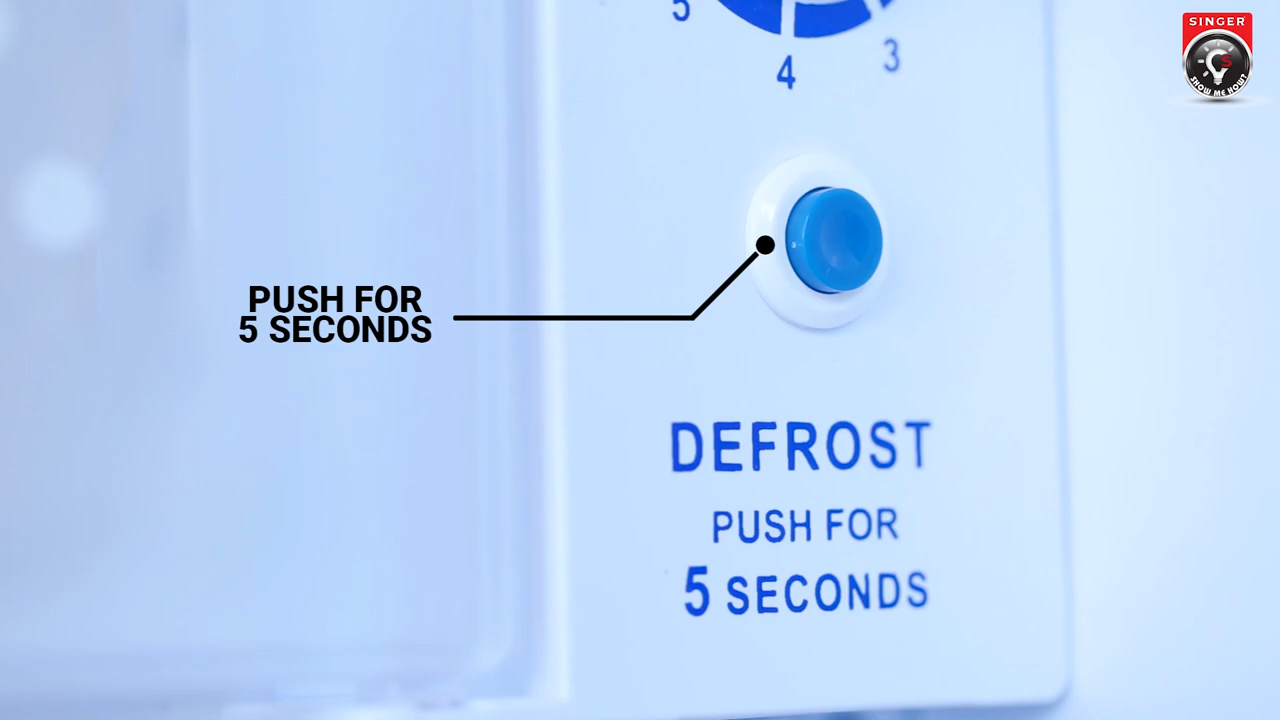 SINGER
SHOW ME HOW?
5
4
3
PUSH FOR
5 SECONDS
DEFROST
PUSH FOR
5 SECONDS